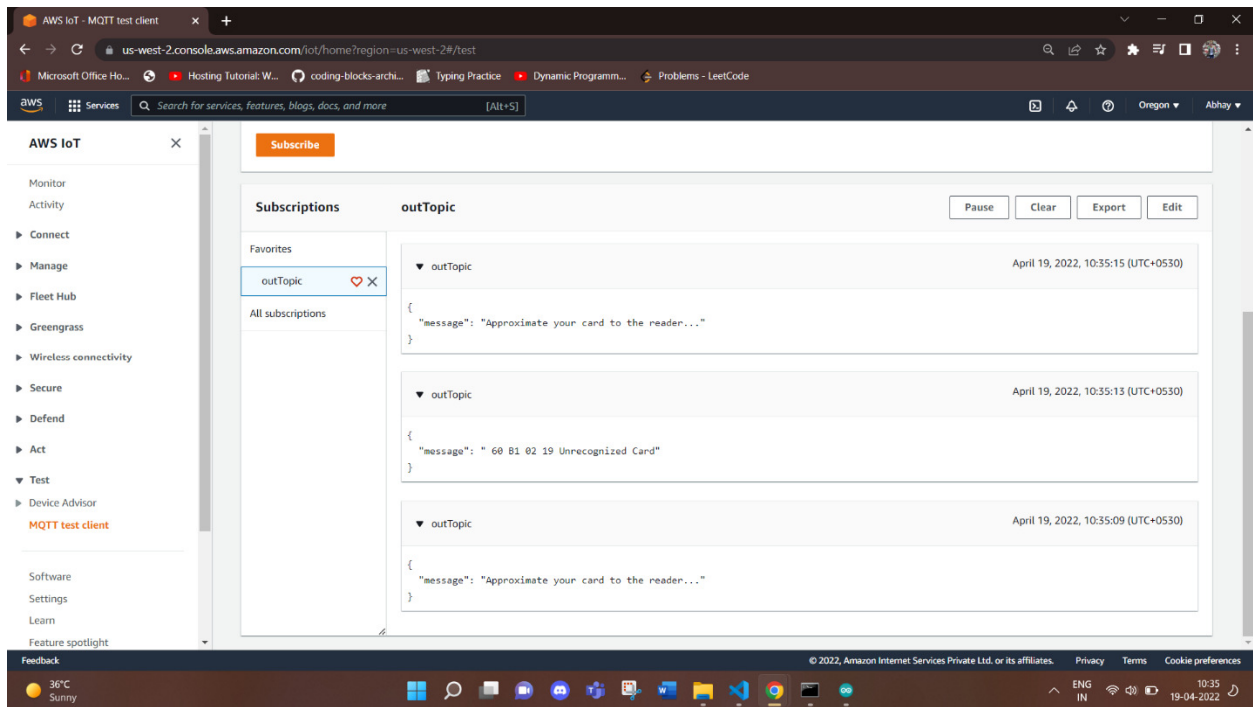 AWS IoT - MQTT test client
us-west-2.console.aws.amazon.com/iot/home?region=us-west-2#/test
Microsoft Office Ho... Hosting Tutorial: W... coding-blocks-archi... Typing Practice Dynamic Programm... Problems - LeetCode
aws Services Search for services, features, blogs, docs, and more [Alt+S] Oregon Abhay
AWS IoT
Monitor
Activity
Connect
Manage
Fleet Hub
Greengrass
Wireless connectivity
Secure
Defend
Act
Test
Device Advisor
MQTT test client
Software
Settings
Learn
Feature spotlight
Subscribe
Subscriptions
Favorites
outTopic
All subscriptions
outTopic Pause Clear Export Edit
outTopic April 19, 2022, 10:35:15 (UTC+0530)
{
"message": "Approximate your card to the reader..."
}
outTopic April 19, 2022, 10:35:13 (UTC+0530)
{
"message": " 60 B1 02 19 Unrecognized Card"
}
outTopic April 19, 2022, 10:35:09 (UTC+0530)
{
"message": "Approximate your card to the reader..."
}
Feedback © 2022, Amazon Internet Services Private Ltd. or its affiliates. Privacy Terms Cookie preferences
36°C
Sunny
ENG
IN
10:35
19-04-2022